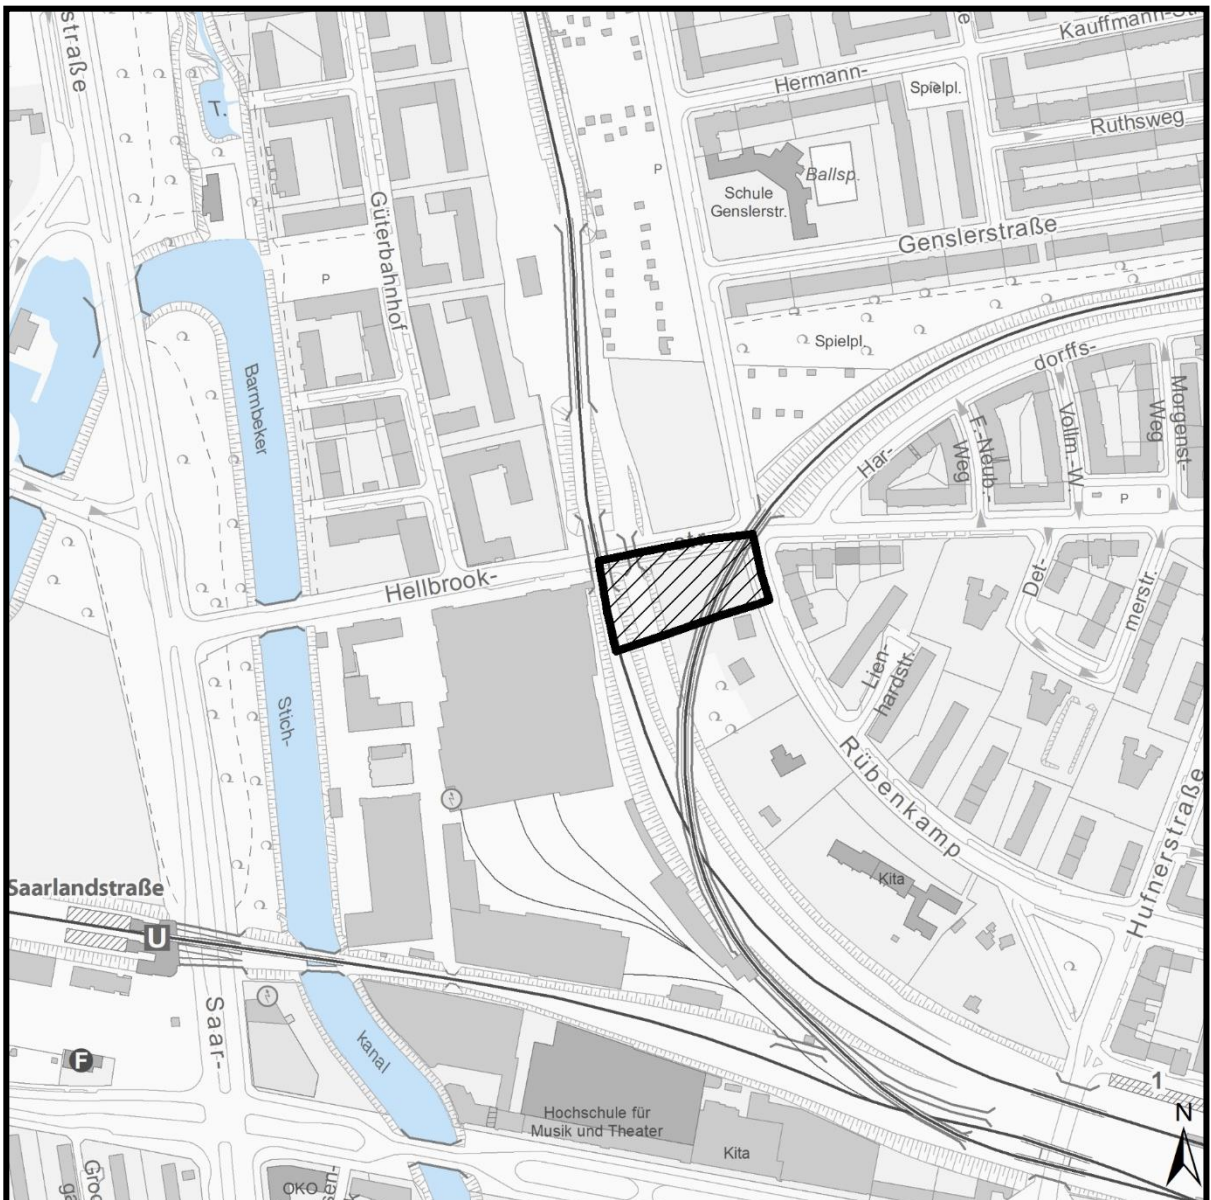 straße
T.
Güterbahnhof
P
Kauffmann-Str
e
Hermann-
Spielpl.
Ruthsweg
Ballsp.
Schule
Genslerstr.
Genslerstraße
P
Spielpl.
Barmbeker
dorffs-
Har-
F.-Neub.-
Weg
Vollm.-W.
Morgenst-
Weg
P
str.
Hellbrook-
Det-
merstr.
Lien-
hardstr.
Stich-
Rübenkamp
Hufnerstraße
Kita
Saarlandstraße
U
Saar-
F
kanal
Hochschule für
Musik und Theater
Kita
1
N
OKO
sen-